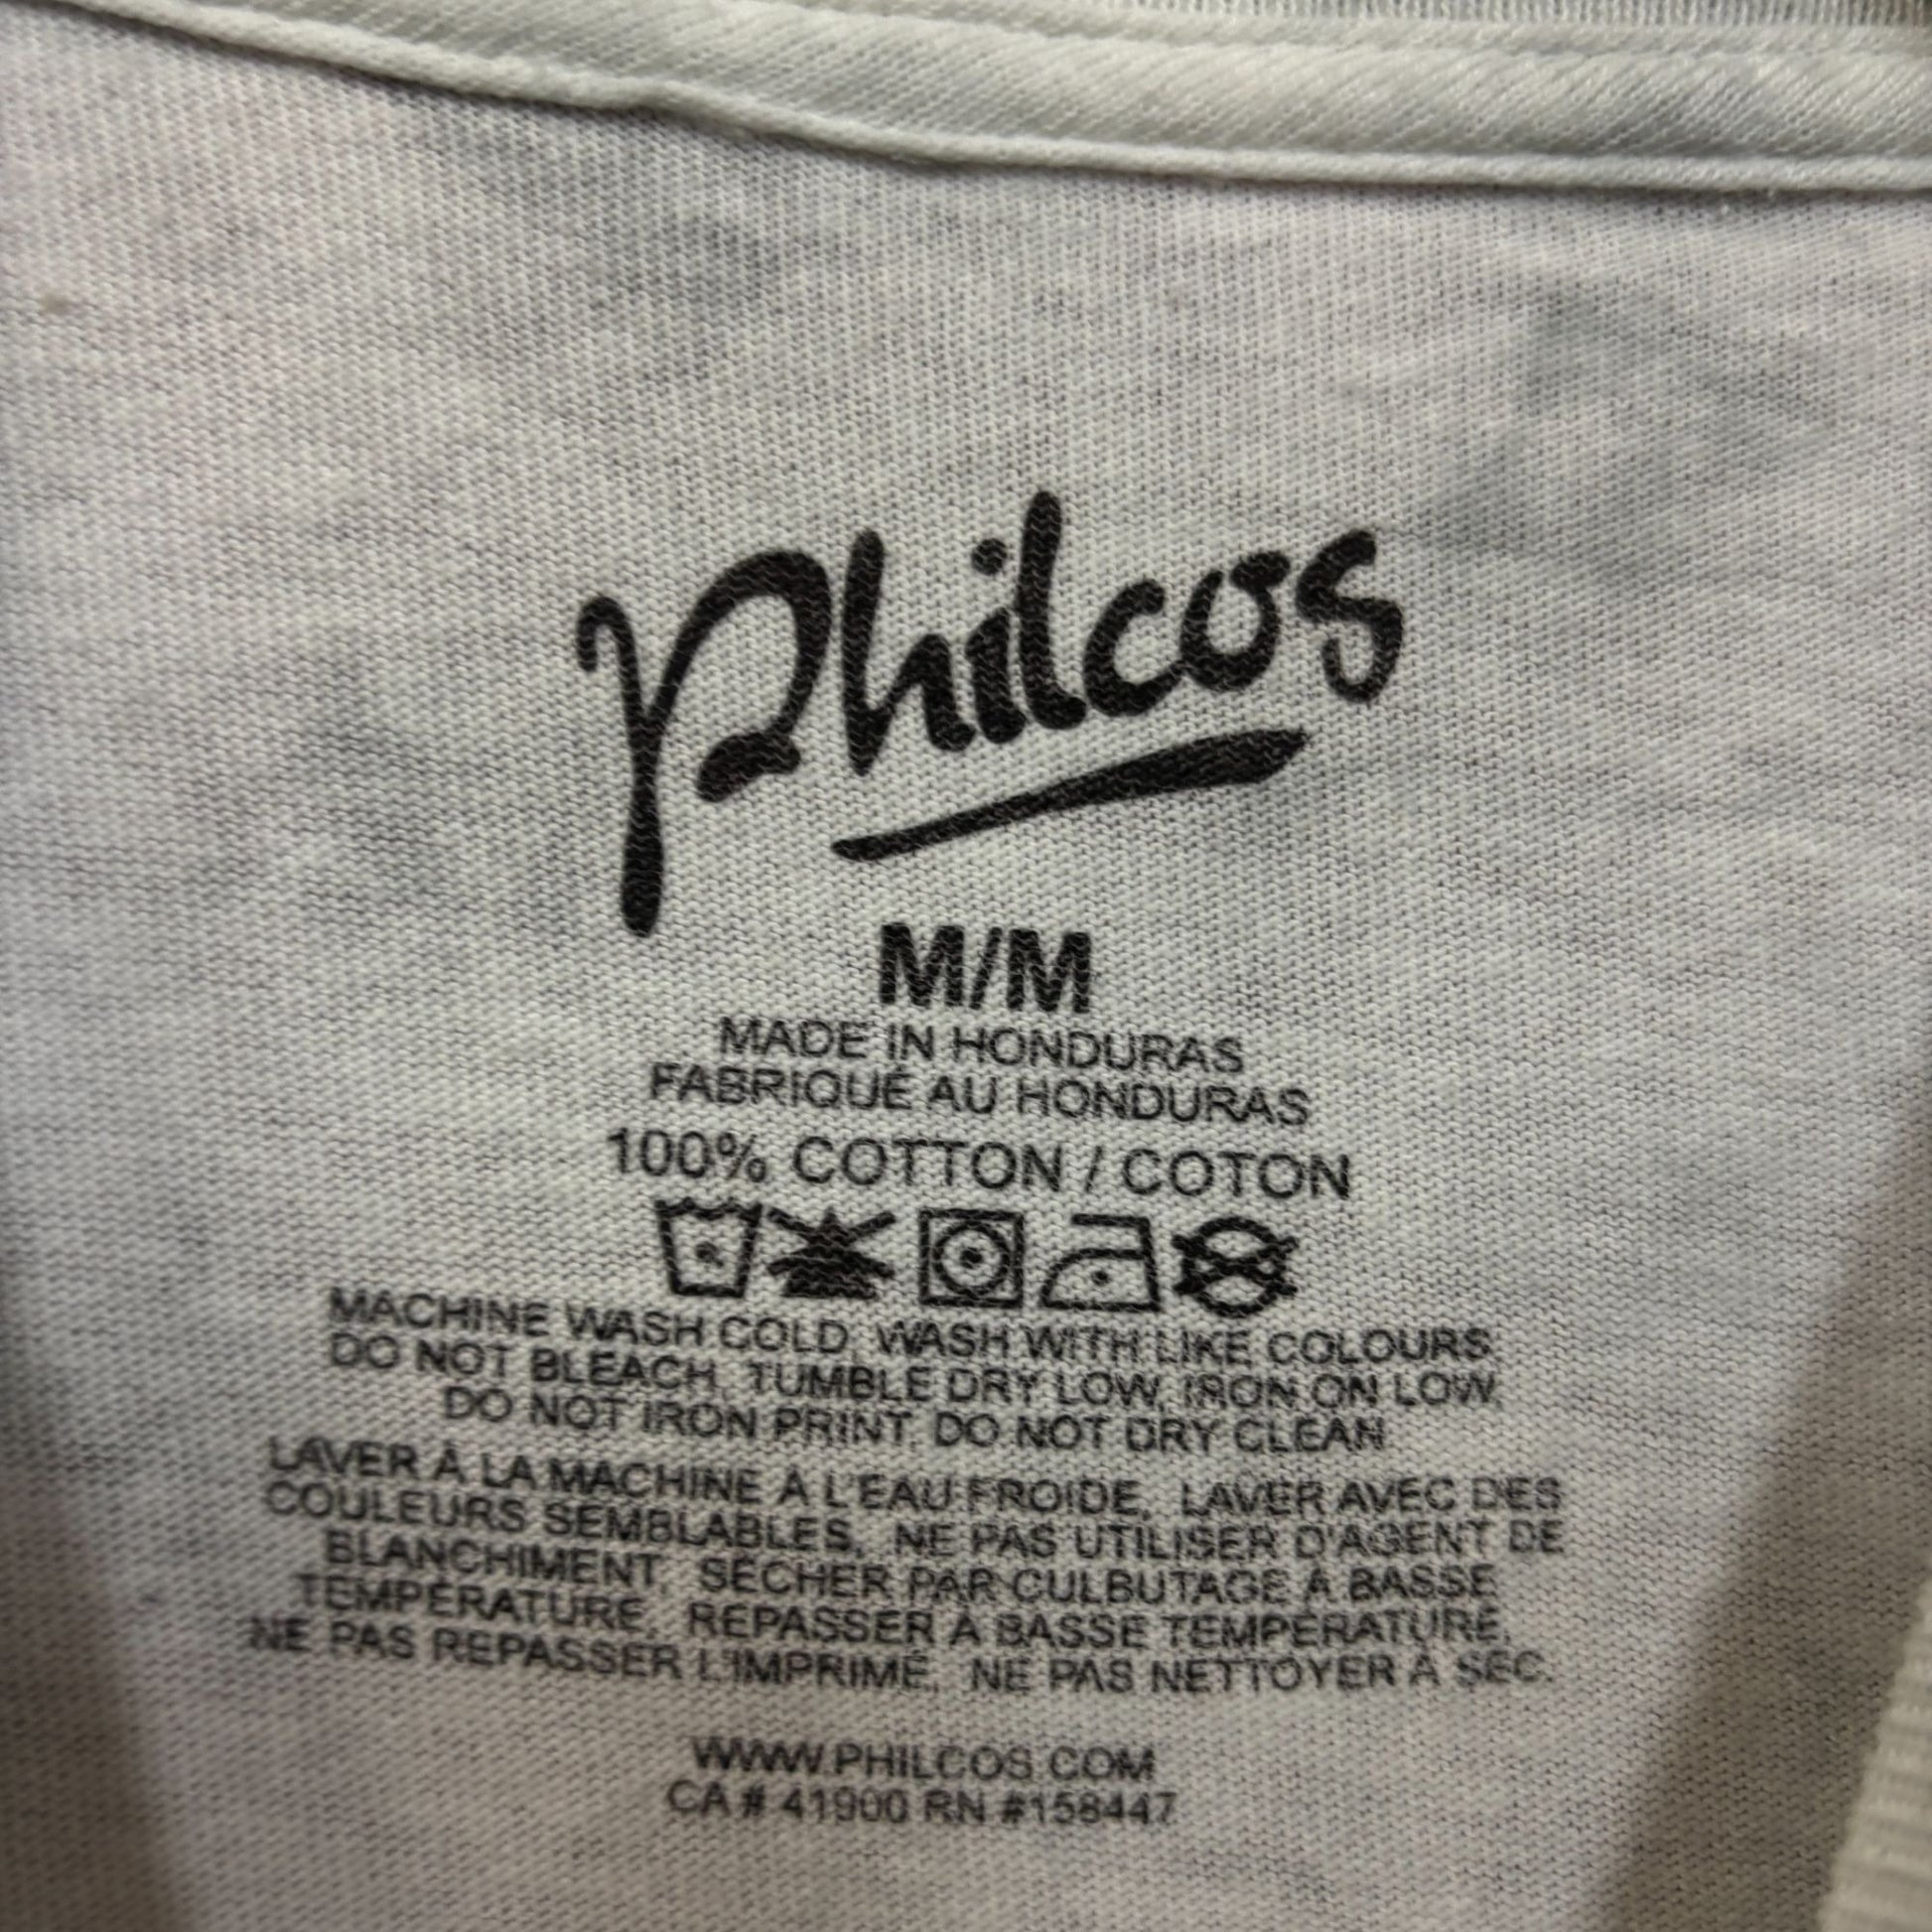 Philcos
M/M
MADE IN HONDURAS
FABRIQUÉ AU HONDURAS
100% COTTON / COTON
MACHINE WASH COLD, WASH WITH LIKE COLOURS,
DO NOT BLEACH, TUMBLE DRY LOW, IRON ON LOW,
DO NOT IRON PRINT, DO NOT DRY CLEAN
LAVER À LA MACHINE À L'EAU FROIDE, LAVER AVEC DES
COULEURS SEMBLABLES, NE PAS UTILISER D'AGENT DE
BLANCHIMENT, SÉCHER PAR CULBUTAGE À BASSE
TEMPÉRATURE, REPASSER À BASSE TEMPÉRATURE,
NE PAS REPASSER L'IMPRIMÉ, NE PAS NETTOYER À SEC.
WWW.PHILCOS.COM
CA # 41900 RN #158447